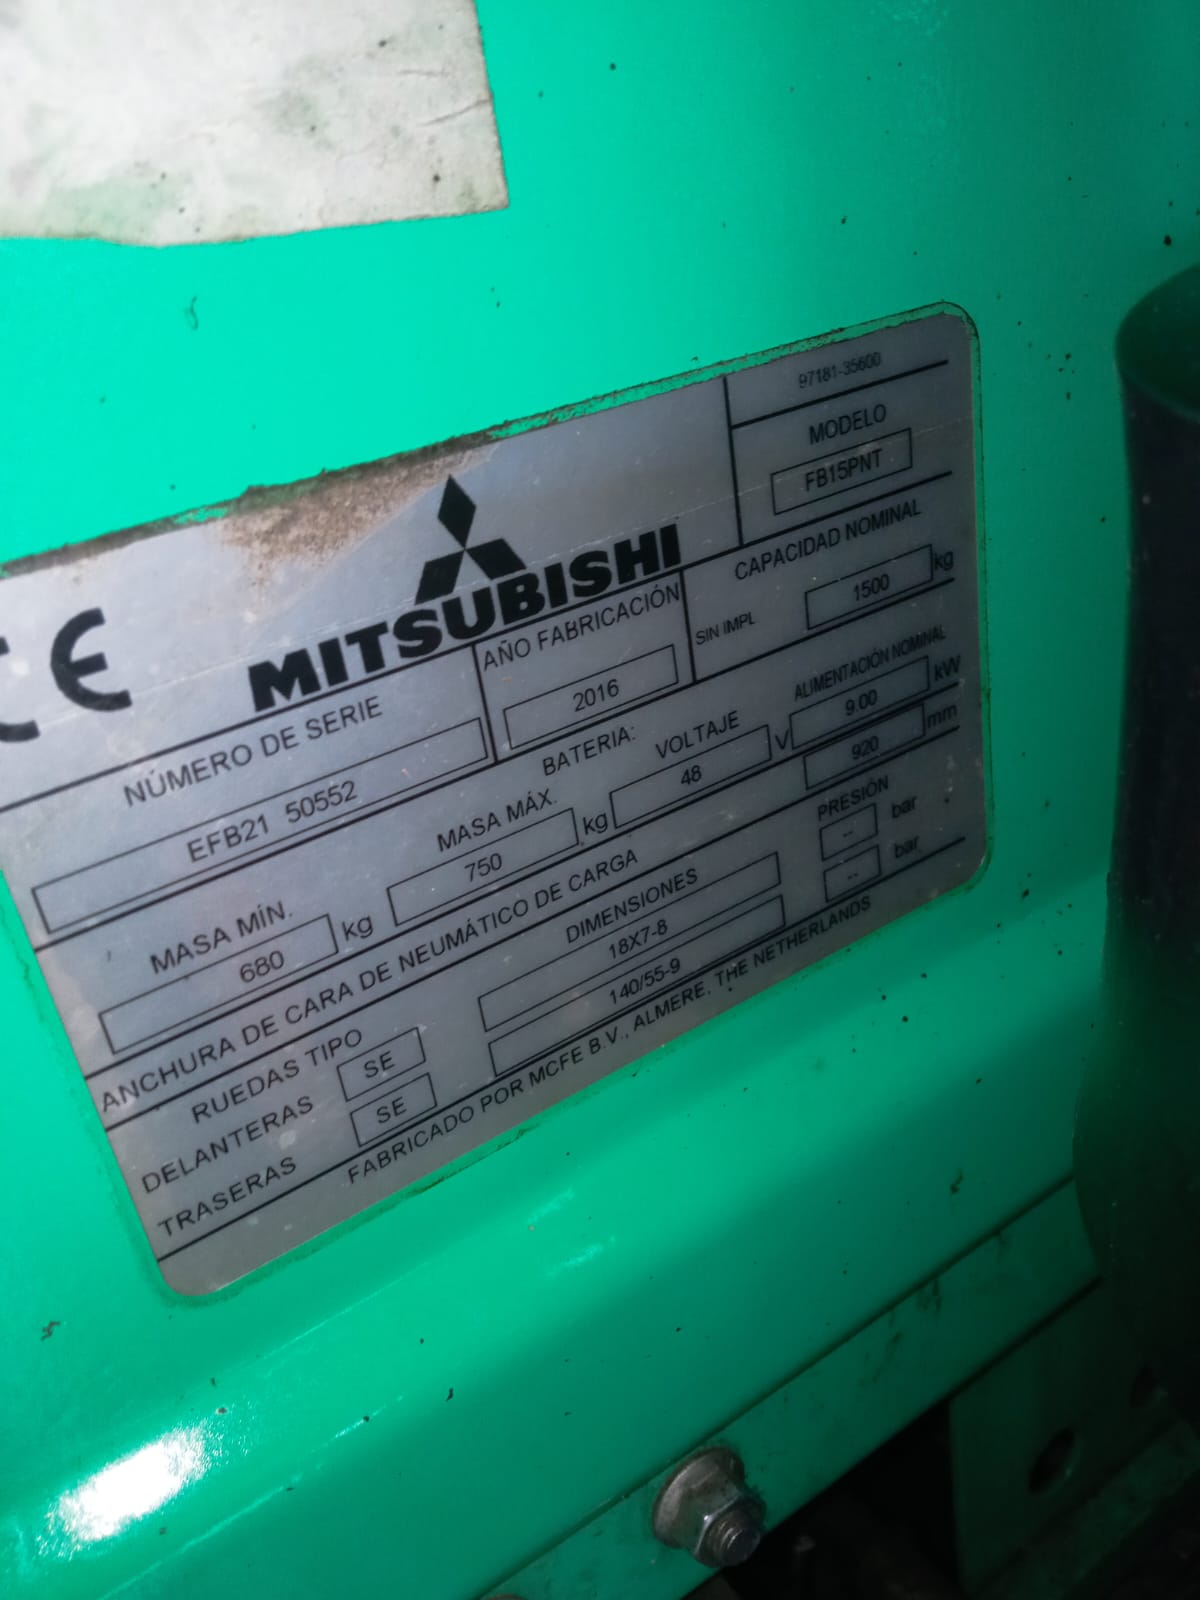 97181-35600
MODELO
FB15PNT
CE
MITSUBISHI
CAPACIDAD NOMINAL
SIN IMPL 1500 kg
NÚMERO DE SERIE
EFB21 50552
AÑO FABRICACIÓN
2016
BATERIA:
MASA MÍN.
680 kg
MASA MÁX.
750 kg
VOLTAJE
48 V
ALIMENTACIÓN NOMINAL
9.00 kW
ANCHURA DE CARA DE NEUMÁTICO DE CARGA 920 mm
RUEDAS TIPO DIMENSIONES PRESIÓN
DELANTERAS SE 18X7-8 -- bar
TRASERAS SE 140/55-9 -- bar
FABRICADO POR MCFE B.V., ALMERE, THE NETHERLANDS